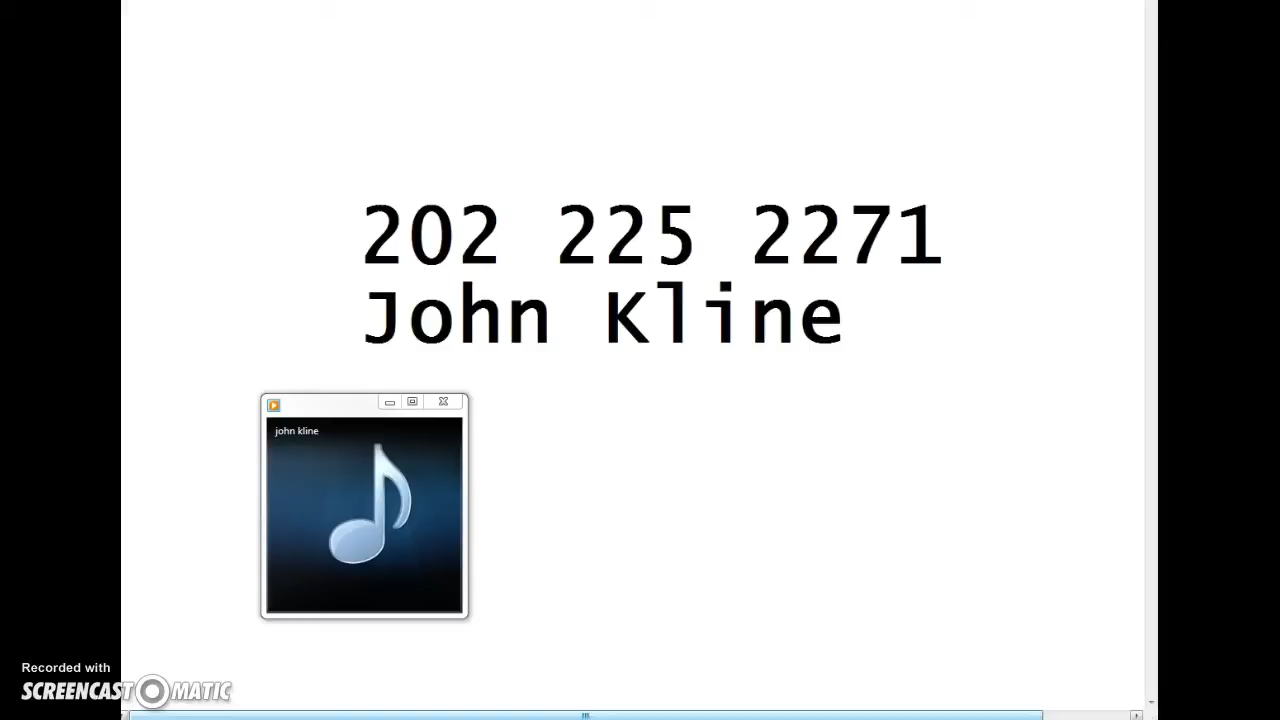 202 225 2271
John Kline
john kline
Recorded with
SCREENCAST-O-MATIC